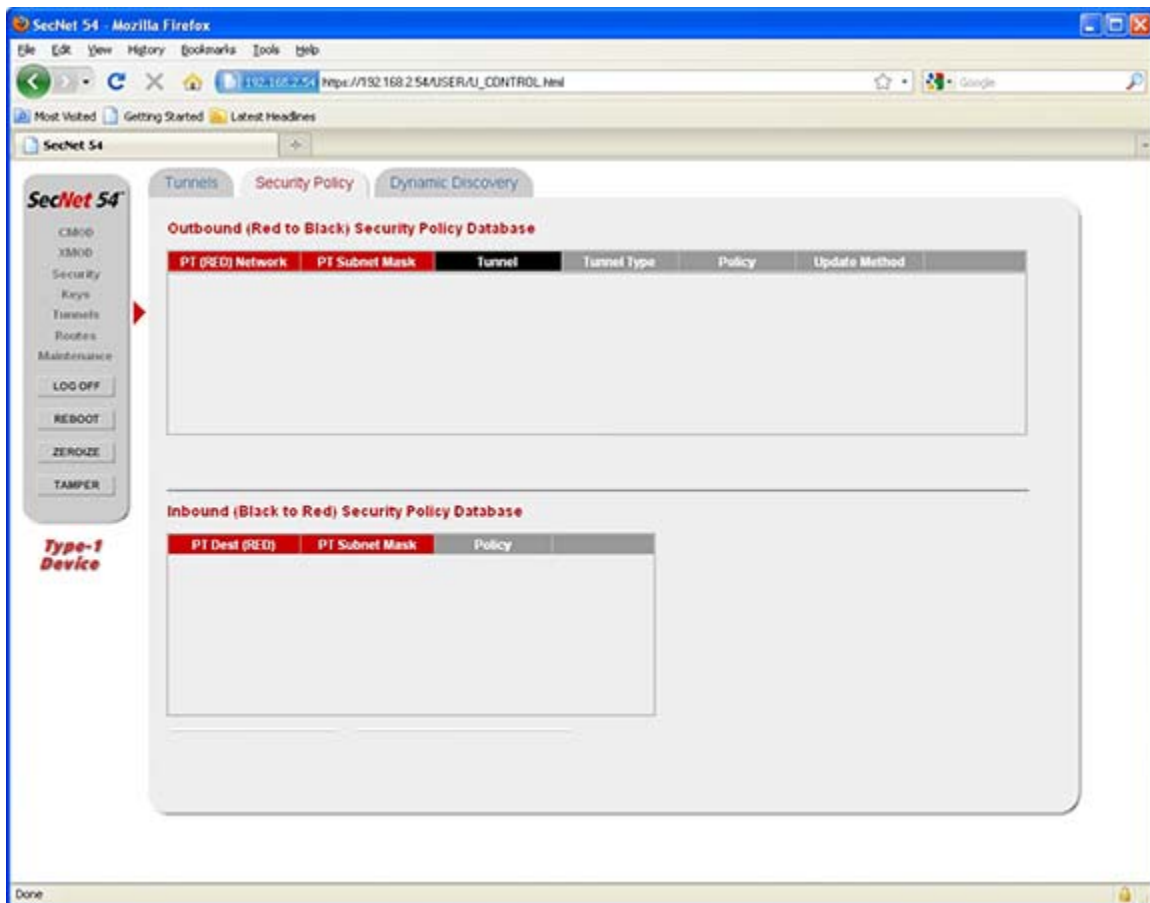 SecNet 54 - Mozilla Firefox
File Edit View History Bookmarks Tools Help
192.168.2.54 https://192.168.2.54/USER/U_CONTROL.html
Google
Most Visited Getting Started Latest Headlines
SecNet 54
SecNet 54™
CMOD
XMOD
Security
Keys
Tunnels
Routes
Maintenance
LOG OFF
REBOOT
ZEROIZE
TAMPER
Type-1
Device
Tunnels Security Policy Dynamic Discovery
Outbound (Red to Black) Security Policy Database
PT (RED) Network PT Subnet Mask Tunnel Tunnel Type Policy Update Method
Inbound (Black to Red) Security Policy Database
PT Dest (RED) PT Subnet Mask Policy
Done